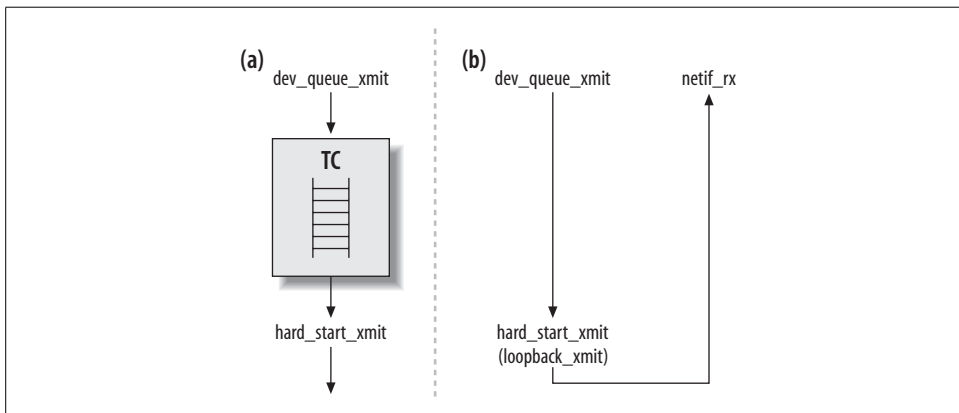 (a)
dev_queue_xmit
TC
hard_start_xmit
(b)
dev_queue_xmit
netif_rx
hard_start_xmit
(loopback_xmit)